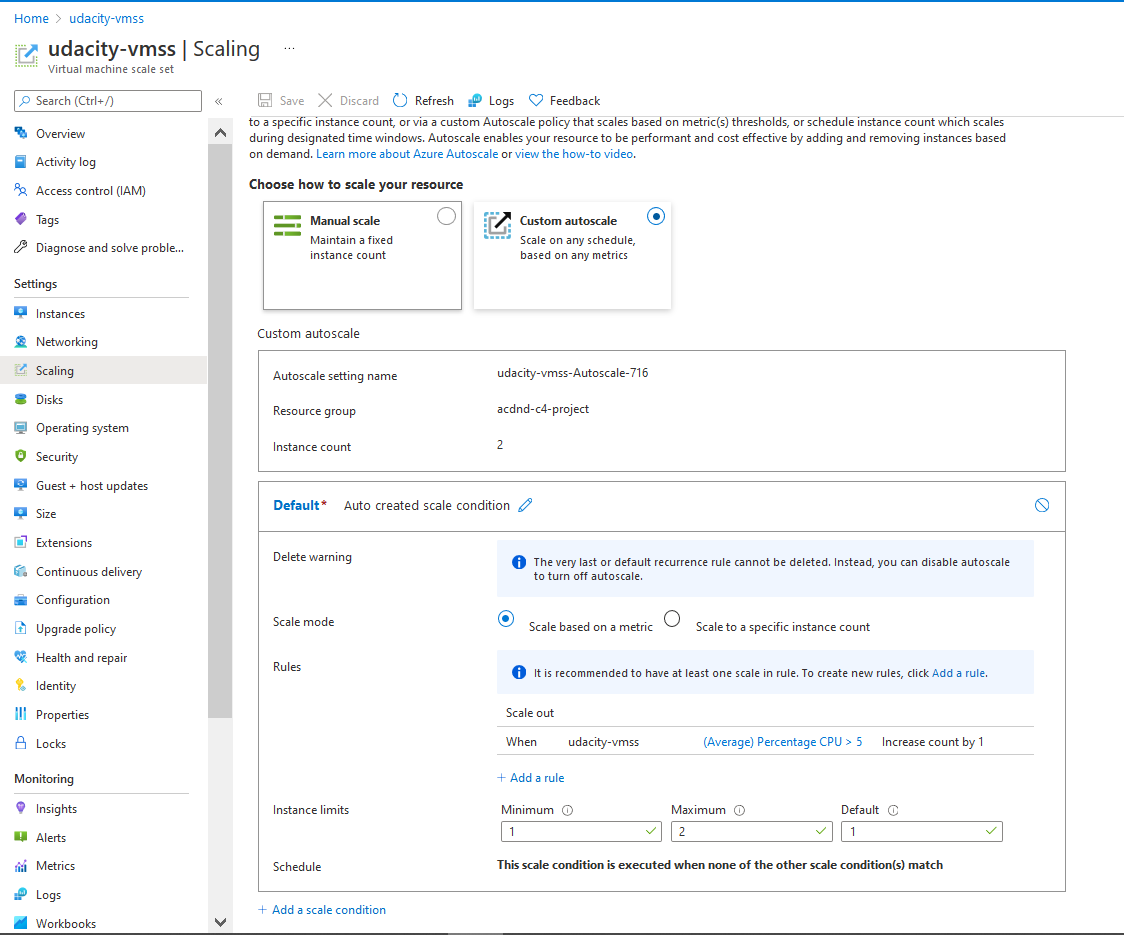 Home > udacity-vmss
udacity-vmss | Scaling ...
Virtual machine scale set
Search (Ctrl+/)
«
Save
Discard
Refresh
Logs
Feedback
Overview
Activity log
Access control (IAM)
Tags
Diagnose and solve proble...
Settings
Instances
Networking
Scaling
Disks
Operating system
Security
Guest + host updates
Size
Extensions
Continuous delivery
Configuration
Upgrade policy
Health and repair
Identity
Properties
Locks
Monitoring
Insights
Alerts
Metrics
Logs
Workbooks
to a specific instance count, or via a custom Autoscale policy that scales based on metric(s) thresholds, or schedule instance count which scales
during designated time windows. Autoscale enables your resource to be performant and cost effective by adding and removing instances based
on demand. Learn more about Azure Autoscale or view the how-to video.
Choose how to scale your resource
Manual scale
Maintain a fixed
instance count
Custom autoscale
Scale on any schedule,
based on any metrics
Custom autoscale
Autoscale setting name udacity-vmss-Autoscale-716
Resource group acdnd-c4-project
Instance count 2
Default* Auto created scale condition
Delete warning
The very last or default recurrence rule cannot be deleted. Instead, you can disable autoscale
to turn off autoscale.
Scale mode
Scale based on a metric
Scale to a specific instance count
Rules
It is recommended to have at least one scale in rule. To create new rules, click Add a rule.
Scale out
When udacity-vmss (Average) Percentage CPU > 5 Increase count by 1
+ Add a rule
Instance limits
Minimum Maximum Default
1 2 1
Schedule
This scale condition is executed when none of the other scale condition(s) match
+ Add a scale condition